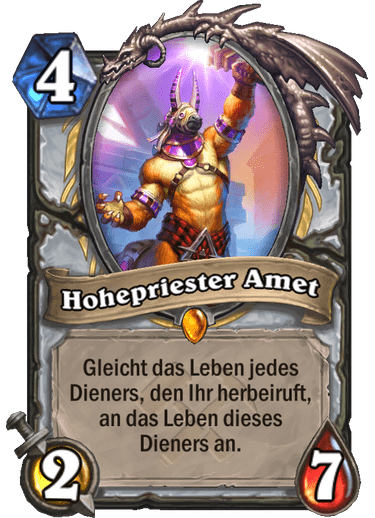 4
Hohepriester Amet
Gleicht das Leben jedes
Dieners, den Ihr herbeiruft,
an das Leben dieses
Dieners an.
2
7